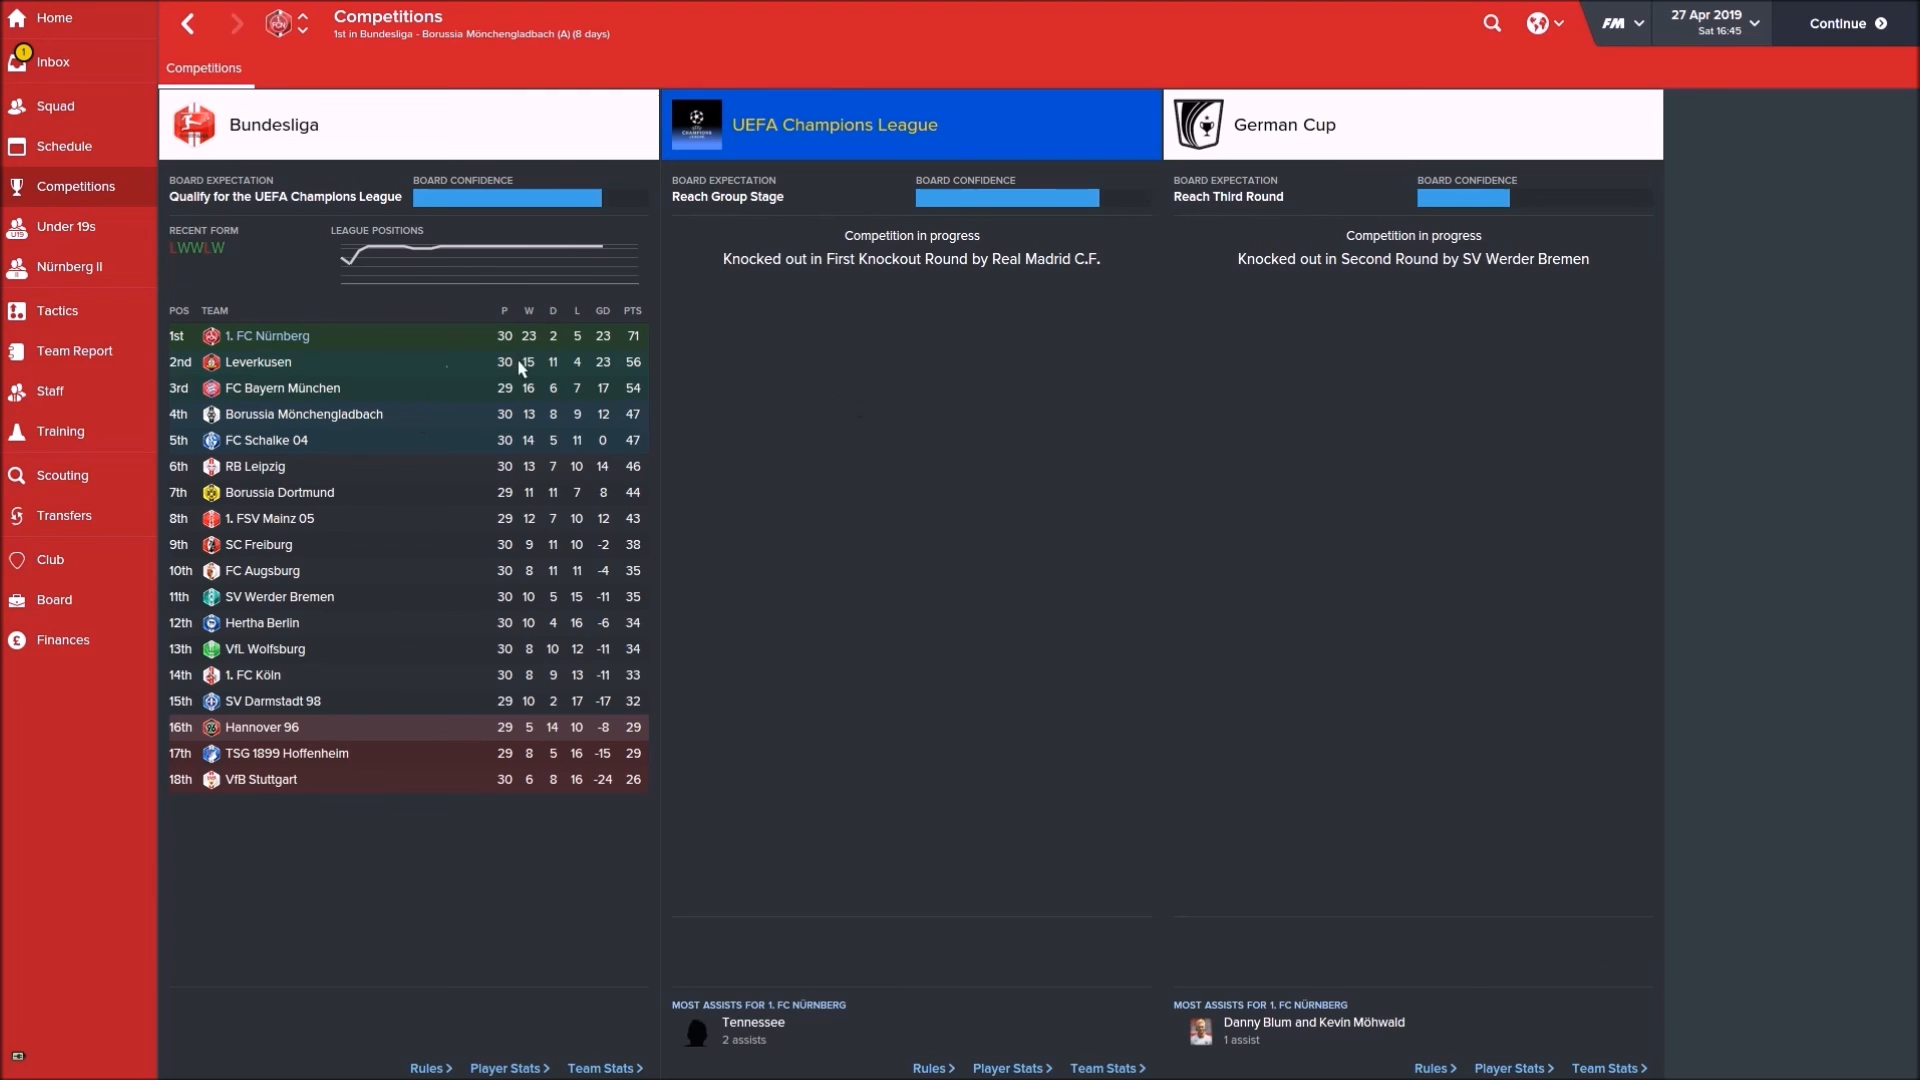 Home
1
Inbox
Squad
Schedule
Competitions
U19
Under 19s
II
Nürnberg II
Tactics
Team Report
Staff
Training
Scouting
Transfers
Club
Board
Finances
Competitions
1st in Bundesliga - Borussia Mönchengladbach (A) (8 days)
FM
27 Apr 2019
Sat 16:45
Continue
Competitions
Bundesliga
BOARD EXPECTATION
Qualify for the UEFA Champions League
BOARD CONFIDENCE
RECENT FORM
LWWLW
LEAGUE POSITIONS
POS TEAM P W D L GD PTS
1st 1. FC Nürnberg 30 23 2 5 23 71
2nd Leverkusen 30 15 11 4 23 56
3rd FC Bayern München 29 16 6 7 17 54
4th Borussia Mönchengladbach 30 13 8 9 12 47
5th FC Schalke 04 30 14 5 11 0 47
6th RB Leipzig 30 13 7 10 14 46
7th Borussia Dortmund 29 11 11 7 8 44
8th 1. FSV Mainz 05 29 12 7 10 12 43
9th SC Freiburg 30 9 11 10 -2 38
10th FC Augsburg 30 8 11 11 -4 35
11th SV Werder Bremen 30 10 5 15 -11 35
12th Hertha Berlin 30 10 4 16 -6 34
13th VfL Wolfsburg 30 8 10 12 -11 34
14th 1. FC Köln 30 8 9 13 -11 33
15th SV Darmstadt 98 29 10 2 17 -17 32
16th Hannover 96 29 5 14 10 -8 29
17th TSG 1899 Hoffenheim 29 8 5 16 -15 29
18th VfB Stuttgart 30 6 8 16 -24 26
Rules Player Stats Team Stats
UEFA Champions League
BOARD EXPECTATION
Reach Group Stage
BOARD CONFIDENCE
Competition in progress
Knocked out in First Knockout Round by Real Madrid C.F.
MOST ASSISTS FOR 1. FC NÜRNBERG
Tennessee
2 assists
Rules Player Stats Team Stats
German Cup
BOARD EXPECTATION
Reach Third Round
BOARD CONFIDENCE
Competition in progress
Knocked out in Second Round by SV Werder Bremen
MOST ASSISTS FOR 1. FC NÜRNBERG
Danny Blum and Kevin Möhwald
1 assist
Rules Player Stats Team Stats